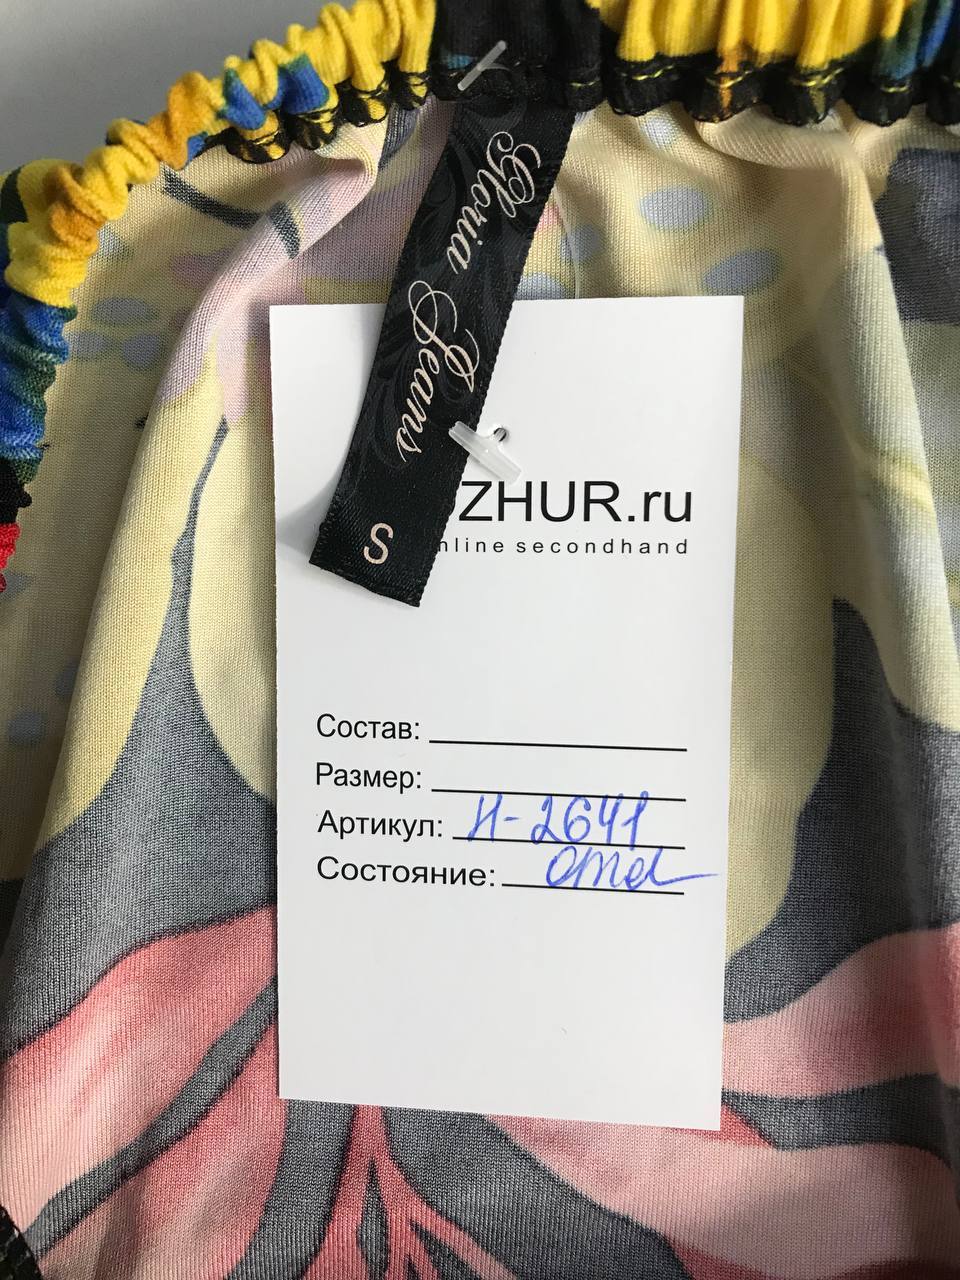 Gloria Jeans
S
ZHUR.ru
nline secondhand
Состав:
Размер:
Артикул: Н-2641
Состояние: отл